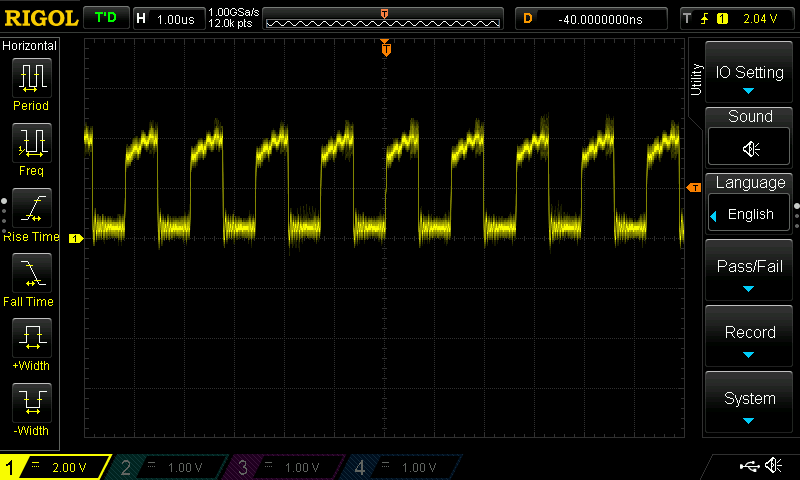 RIGOL T'D H 1.00us 1.00GSa/s 12.0k pts T D -40.0000000ns T 1 2.04 V
Horizontal
Period
Freq
Rise Time
Fall Time
+Width
-Width
T
T
1
Utility
IO Setting
Sound
Language
English
Pass/Fail
Record
System
1 2.00 V 2 1.00 V 3 1.00 V 4 1.00 V